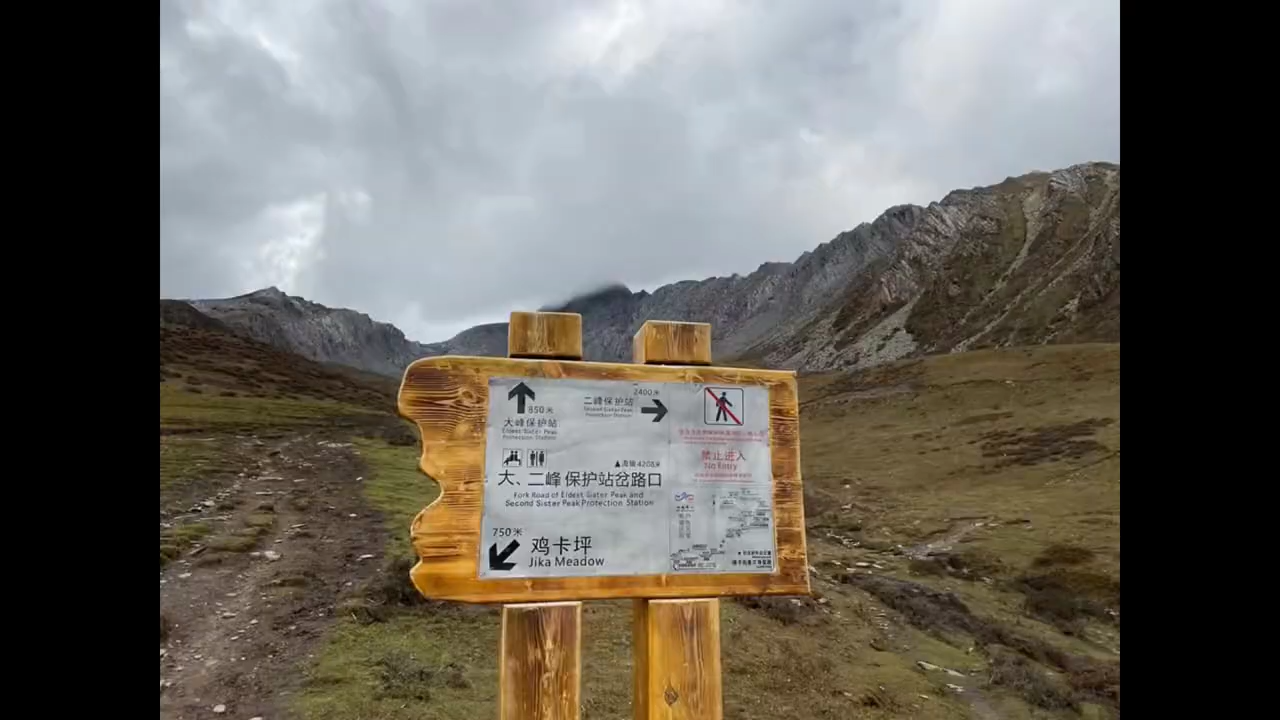 850米
大峰保护站
Eldest Sister Peak
Protection Station
2400米
二峰保护站
Second Sister Peak
Protection Station
▲海拔4208米
大、二峰保护站岔路口
Fork Road of Eldest Sister Peak and
Second Sister Peak Protection Station
750米
鸡卡坪
Jika Meadow
禁止进入
No Entry